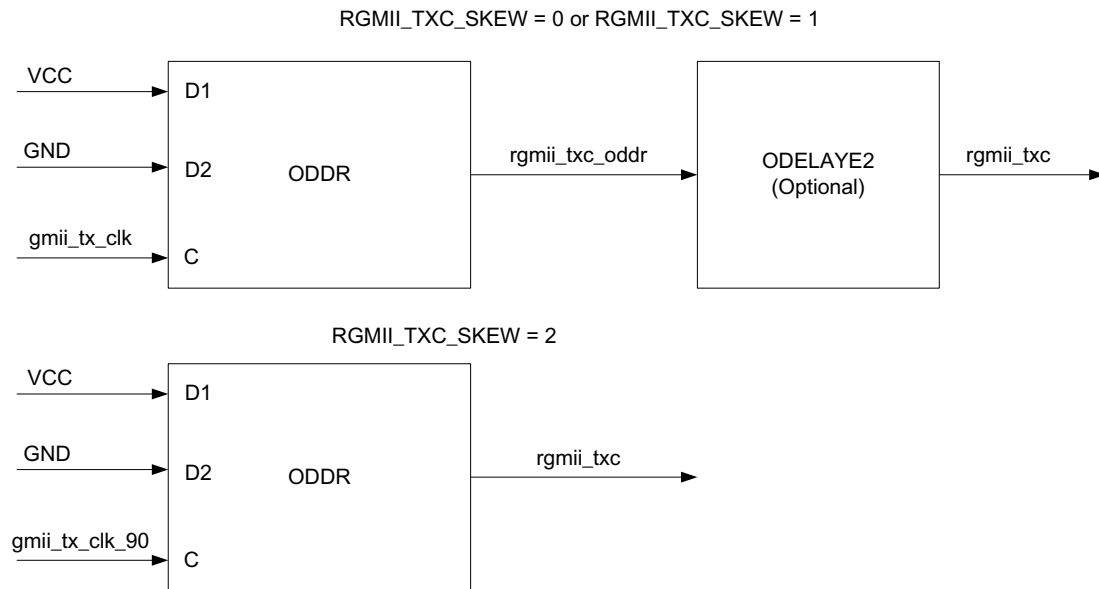 RGMII_TXC_SKEW = 0 or RGMII_TXC_SKEW = 1
VCC
D1
GND
D2
ODDR
rgmii_txc_oddr
ODELAYE2
(Optional)
rgmii_txc
gmii_tx_clk
C
RGMII_TXC_SKEW = 2
VCC
D1
GND
D2
ODDR
rgmii_txc
gmii_tx_clk_90
C